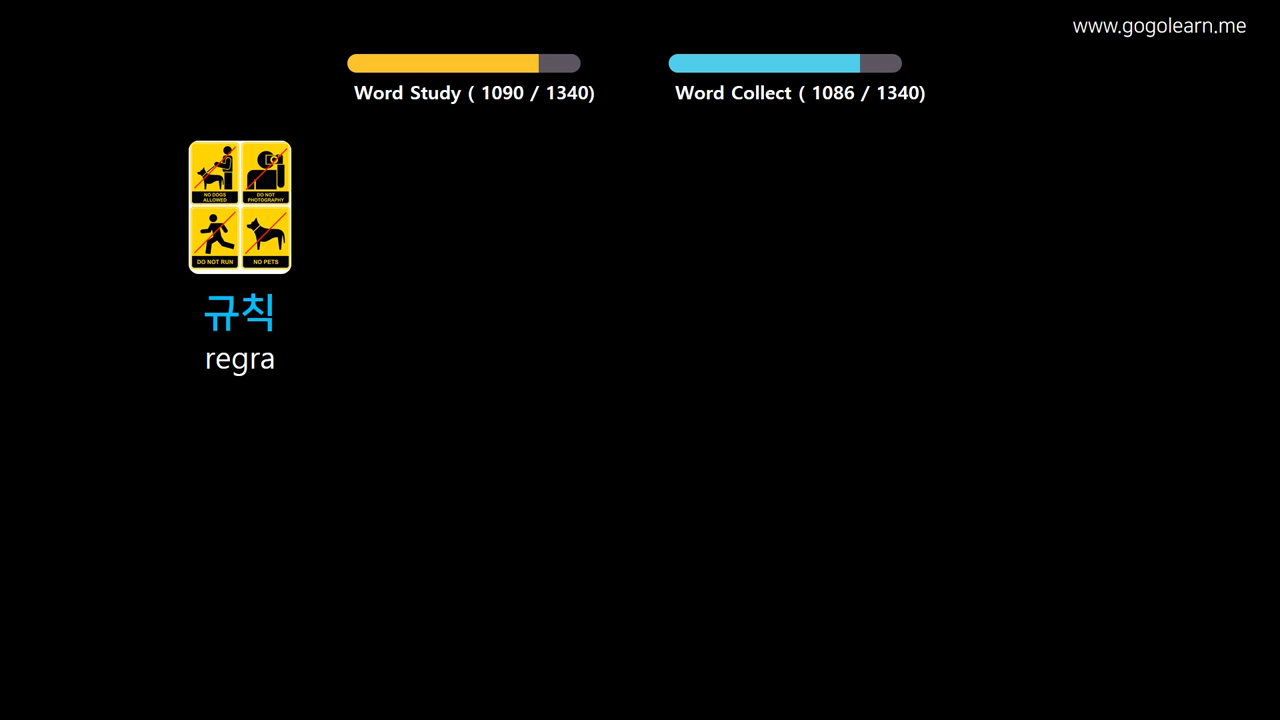 www.gogolearn.me
Word Study ( 1090 / 1340)
Word Collect ( 1086 / 1340)
NO DOGS
ALLOWED
DO NOT
PHOTOGRAPHY
DO NOT RUN
NO PETS
규칙
regra